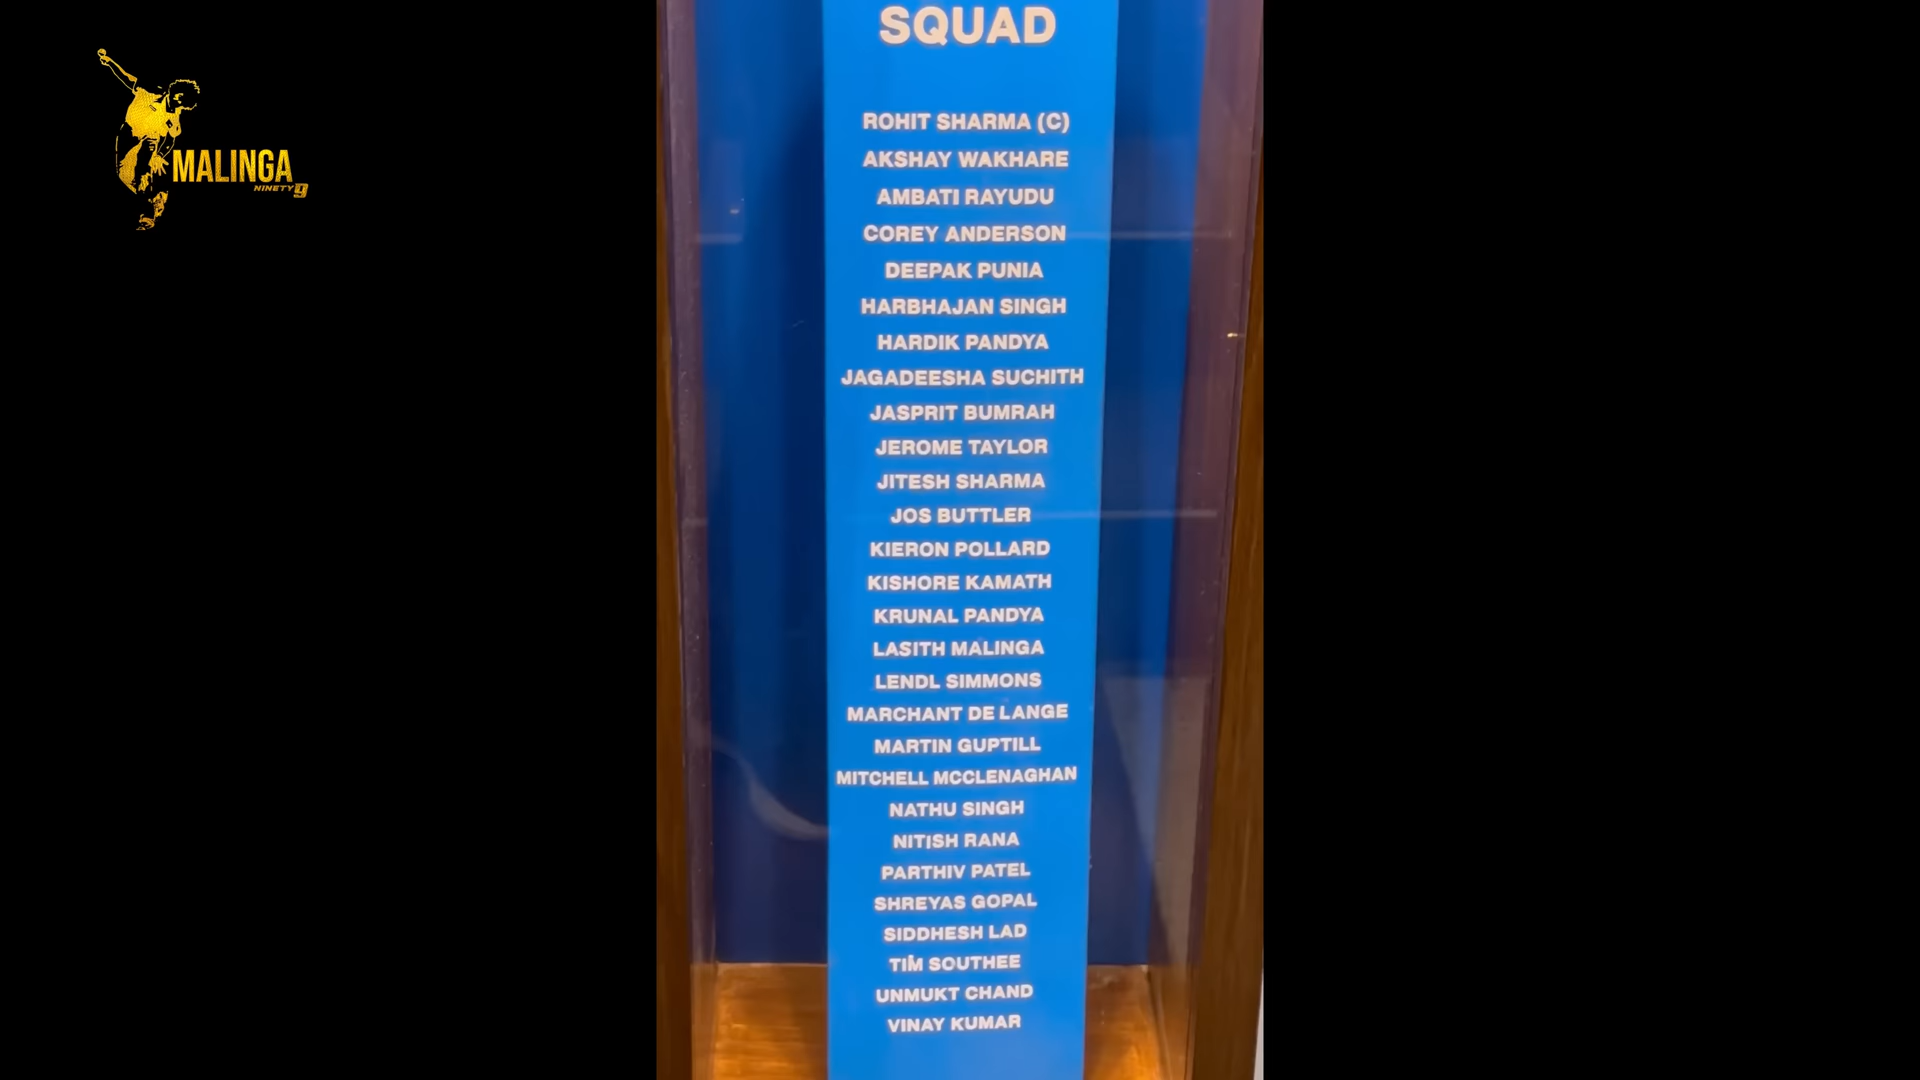 MALINGA
NINETY9
SQUAD
ROHIT SHARMA (C)
AKSHAY WAKHARE
AMBATI RAYUDU
COREY ANDERSON
DEEPAK PUNIA
HARBHAJAN SINGH
HARDIK PANDYA
JAGADEESHA SUCHITH
JASPRIT BUMRAH
JEROME TAYLOR
JITESH SHARMA
JOS BUTTLER
KIERON POLLARD
KISHORE KAMATH
KRUNAL PANDYA
LASITH MALINGA
LENDL SIMMONS
MARCHANT DE LANGE
MARTIN GUPTILL
MITCHELL MCCLENAGHAN
NATHU SINGH
NITISH RANA
PARTHIV PATEL
SHREYAS GOPAL
SIDDHESH LAD
TIM SOUTHEE
UNMUKT CHAND
VINAY KUMAR